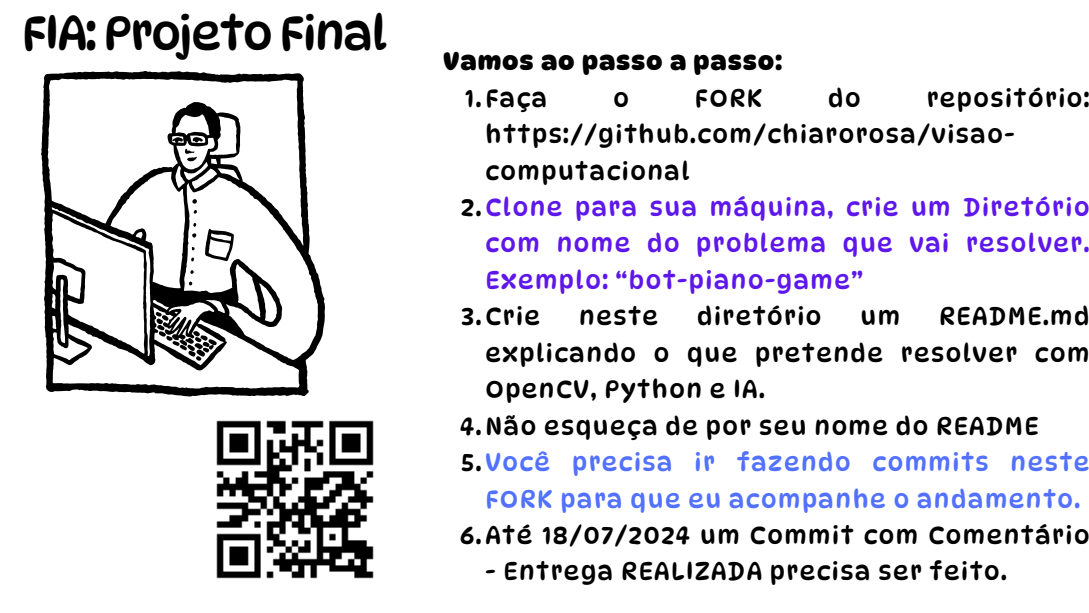 FIA: Projeto Final
Vamos ao passo a passo:
1. Faça o FORK do repositório:
https://github.com/chiarorosa/visao-
computacional
2. Clone para sua máquina, crie um Diretório
com nome do problema que vai resolver.
Exemplo: “bot-piano-game”
3. Crie neste diretório um README.md
explicando o que pretende resolver com
OpenCV, Python e IA.
4. Não esqueça de por seu nome do README
5. Você precisa ir fazendo commits neste
FORK para que eu acompanhe o andamento.
6. Até 18/07/2024 um Commit com Comentário
- Entrega REALIZADA precisa ser feito.